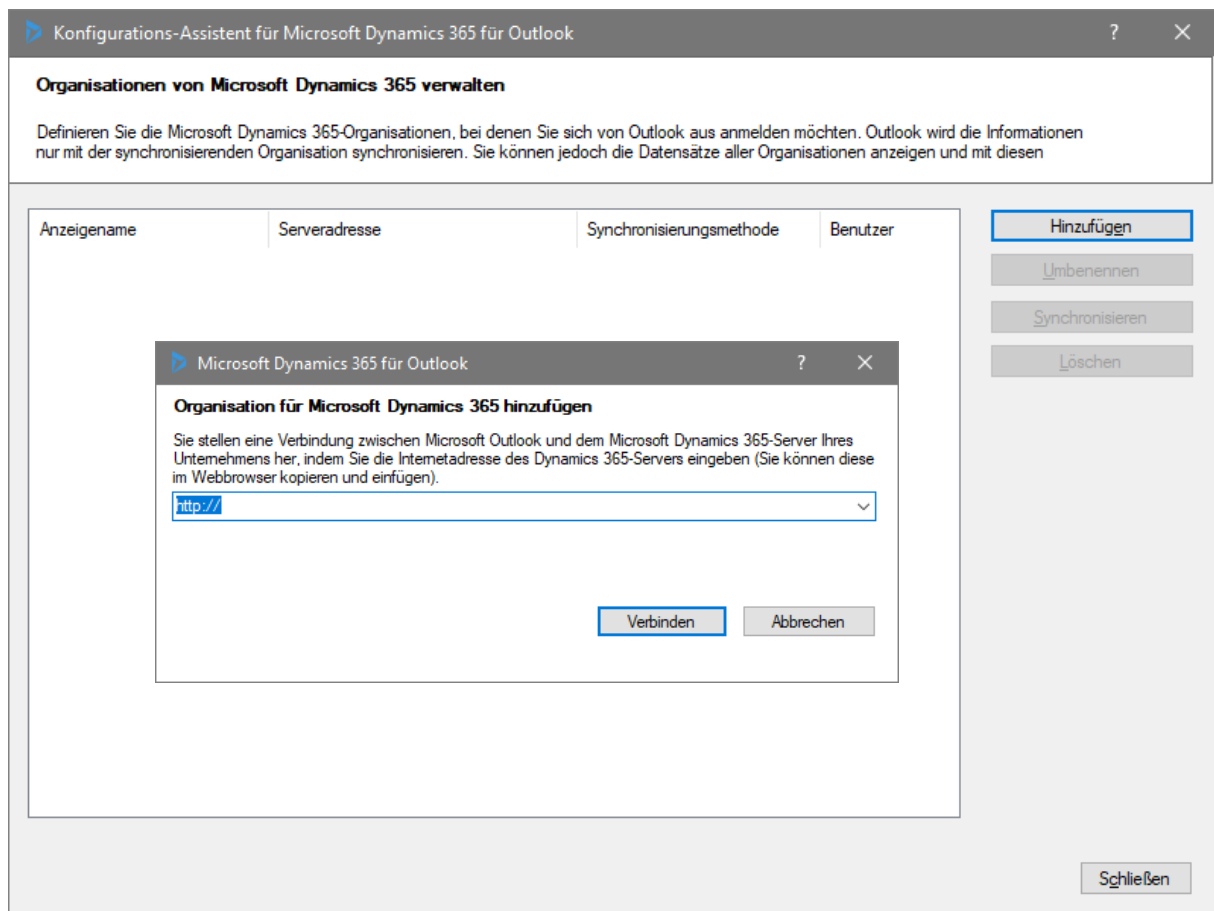 Konfigurations-Assistent für Microsoft Dynamics 365 für Outlook
Organisationen von Microsoft Dynamics 365 verwalten
Definieren Sie die Microsoft Dynamics 365-Organisationen, bei denen Sie sich von Outlook aus anmelden möchten. Outlook wird die Informationen
nur mit der synchronisierenden Organisation synchronisieren. Sie können jedoch die Datensätze aller Organisationen anzeigen und mit diesen
Anzeigename Serveradresse Synchronisierungsmethode Benutzer
Hinzufügen
Umbenennen
Synchronisieren
Löschen
Microsoft Dynamics 365 für Outlook
Organisation für Microsoft Dynamics 365 hinzufügen
Sie stellen eine Verbindung zwischen Microsoft Outlook und dem Microsoft Dynamics 365-Server Ihres
Unternehmens her, indem Sie die Internetadresse des Dynamics 365-Servers eingeben (Sie können diese
im Webbrowser kopieren und einfügen).
http://
Verbinden Abbrechen
Schließen